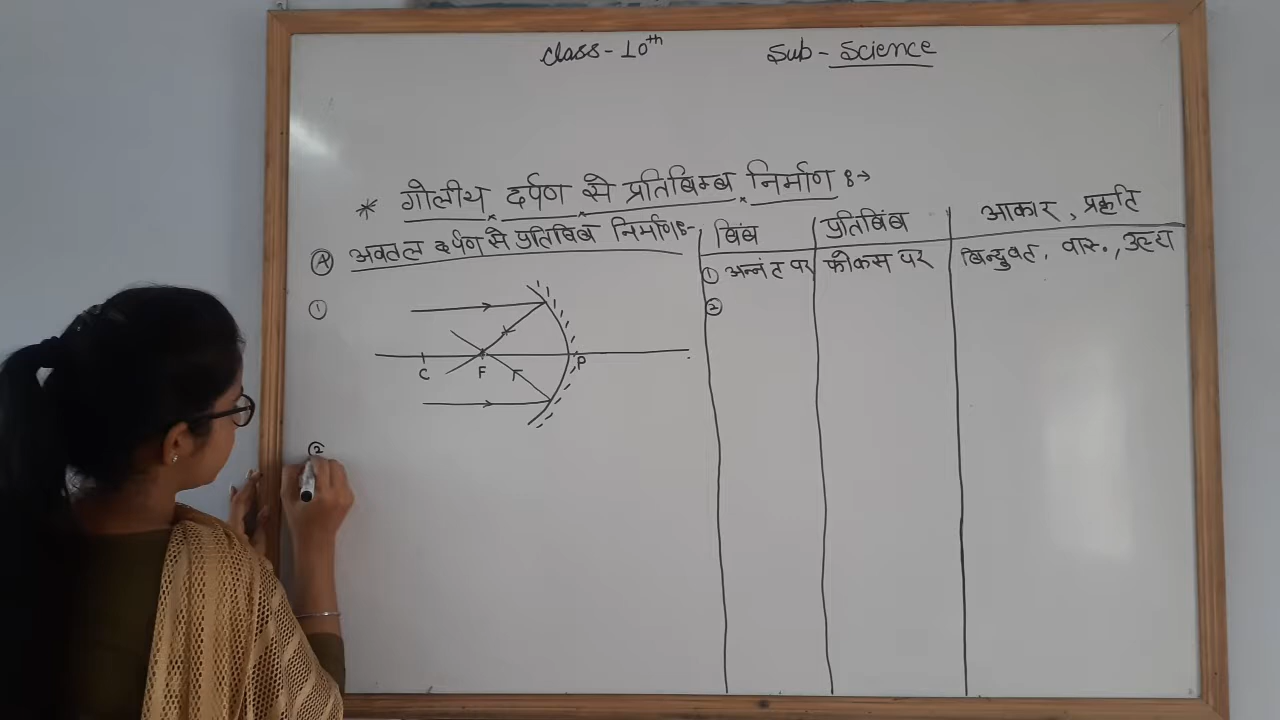 Class-10th Sub-Science
* गोलीय दर्पण से प्रतिबिम्ब निर्माण :->
(A) अवतल दर्पण से प्रतिबिंब निर्माण:-
बिंब प्रतिबिंब आकार, प्रकृति
① अन्नंत पर फोकस पर बिन्दुवत, वास., उल्टा
②
①
C F P
②